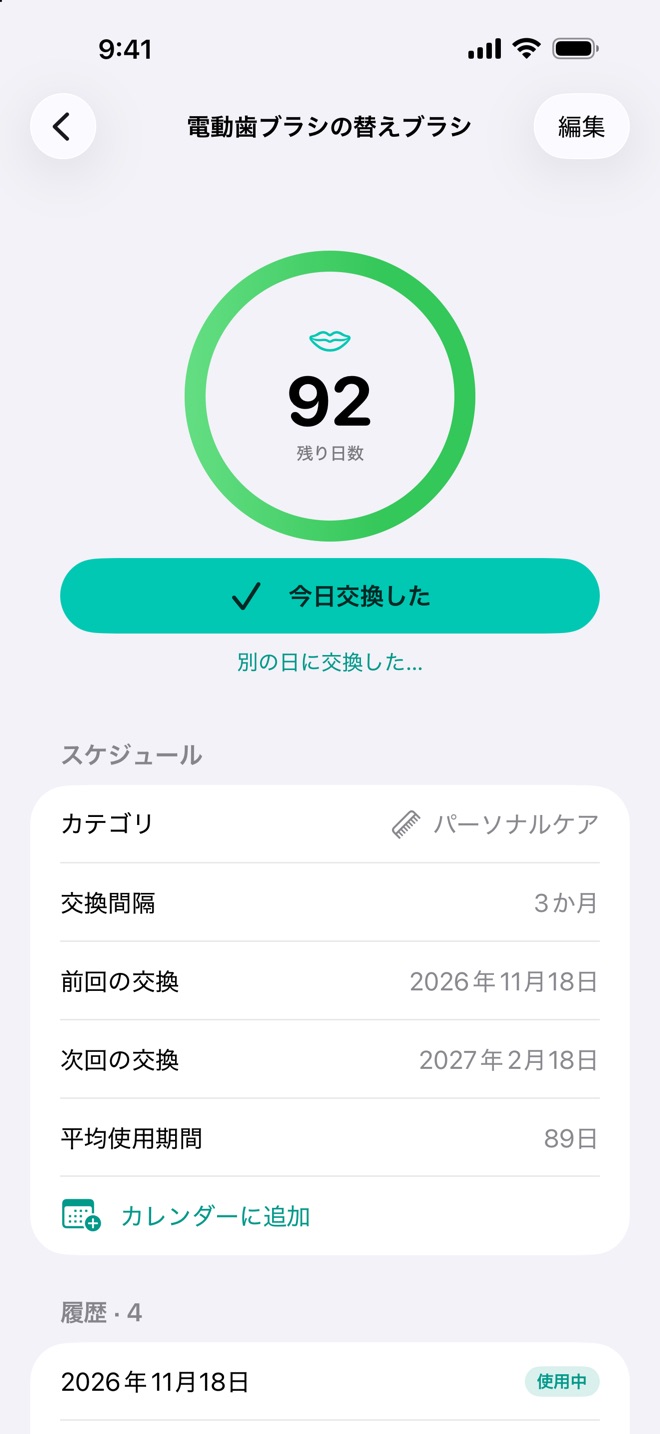 9:41
電動歯ブラシの替えブラシ
編集
92
残り日数
今日交換した
別の日に交換した...
スケジュール
カテゴリ パーソナルケア
交換間隔 3か月
前回の交換 2026年11月18日
次回の交換 2027年2月18日
平均使用期間 89日
カレンダーに追加
履歴 · 4
2026年11月18日 使用中